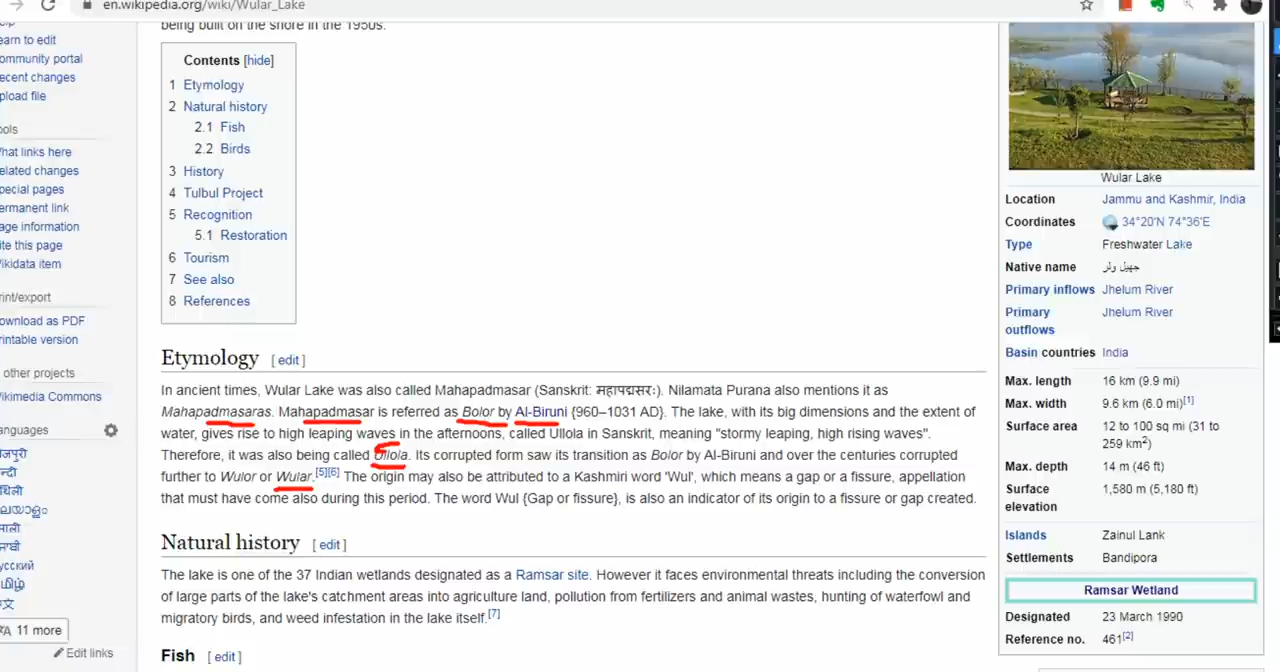 en.wikipedia.org/wiki/Wular_Lake
being built on the shore in the 1950s.
Contents [hide]
1 Etymology
2 Natural history
2.1 Fish
2.2 Birds
3 History
4 Tulbul Project
5 Recognition
5.1 Restoration
6 Tourism
7 See also
8 References
earn to edit
ommunity portal
ecent changes
pload file
ools
hat links here
elated changes
pecial pages
ermanent link
age information
ite this page
ikidata item
rint/export
ownload as PDF
rintable version
other projects
ikimedia Commons
anguages
ோजपुरी
усский
文
11 more
Edit links
Etymology [ edit ]
In ancient times, Wular Lake was also called Mahapadmasar (Sanskrit: महापद्मसरः). Nilamata Purana also mentions it as
Mahapadmasaras. Mahapadmasar is referred as Bolor by Al-Biruni {960–1031 AD}. The lake, with its big dimensions and the extent of
water, gives rise to high leaping waves in the afternoons, called Ullola in Sanskrit, meaning "stormy leaping, high rising waves".
Therefore, it was also being called Ullola. Its corrupted form saw its transition as Bolor by Al-Biruni and over the centuries corrupted
further to Wulor or Wular.[5][6] The origin may also be attributed to a Kashmiri word 'Wul', which means a gap or a fissure, appellation
that must have come also during this period. The word Wul {Gap or fissure}, is also an indicator of its origin to a fissure or gap created.
Natural history [ edit ]
The lake is one of the 37 Indian wetlands designated as a Ramsar site. However it faces environmental threats including the conversion
of large parts of the lake's catchment areas into agriculture land, pollution from fertilizers and animal wastes, hunting of waterfowl and
migratory birds, and weed infestation in the lake itself.[7]
Fish [ edit ]
Wular Lake
Location Jammu and Kashmir, India
Coordinates 34°20′N 74°36′E
Type Freshwater Lake
Native name جھیل ولر
Primary inflows Jhelum River
Primary outflows Jhelum River
Basin countries India
Max. length 16 km (9.9 mi)
Max. width 9.6 km (6.0 mi)[1]
Surface area 12 to 100 sq mi (31 to
259 km²)
Max. depth 14 m (46 ft)
Surface elevation 1,580 m (5,180 ft)
Islands Zainul Lank
Settlements Bandipora
Ramsar Wetland
Designated 23 March 1990
Reference no. 461[2]